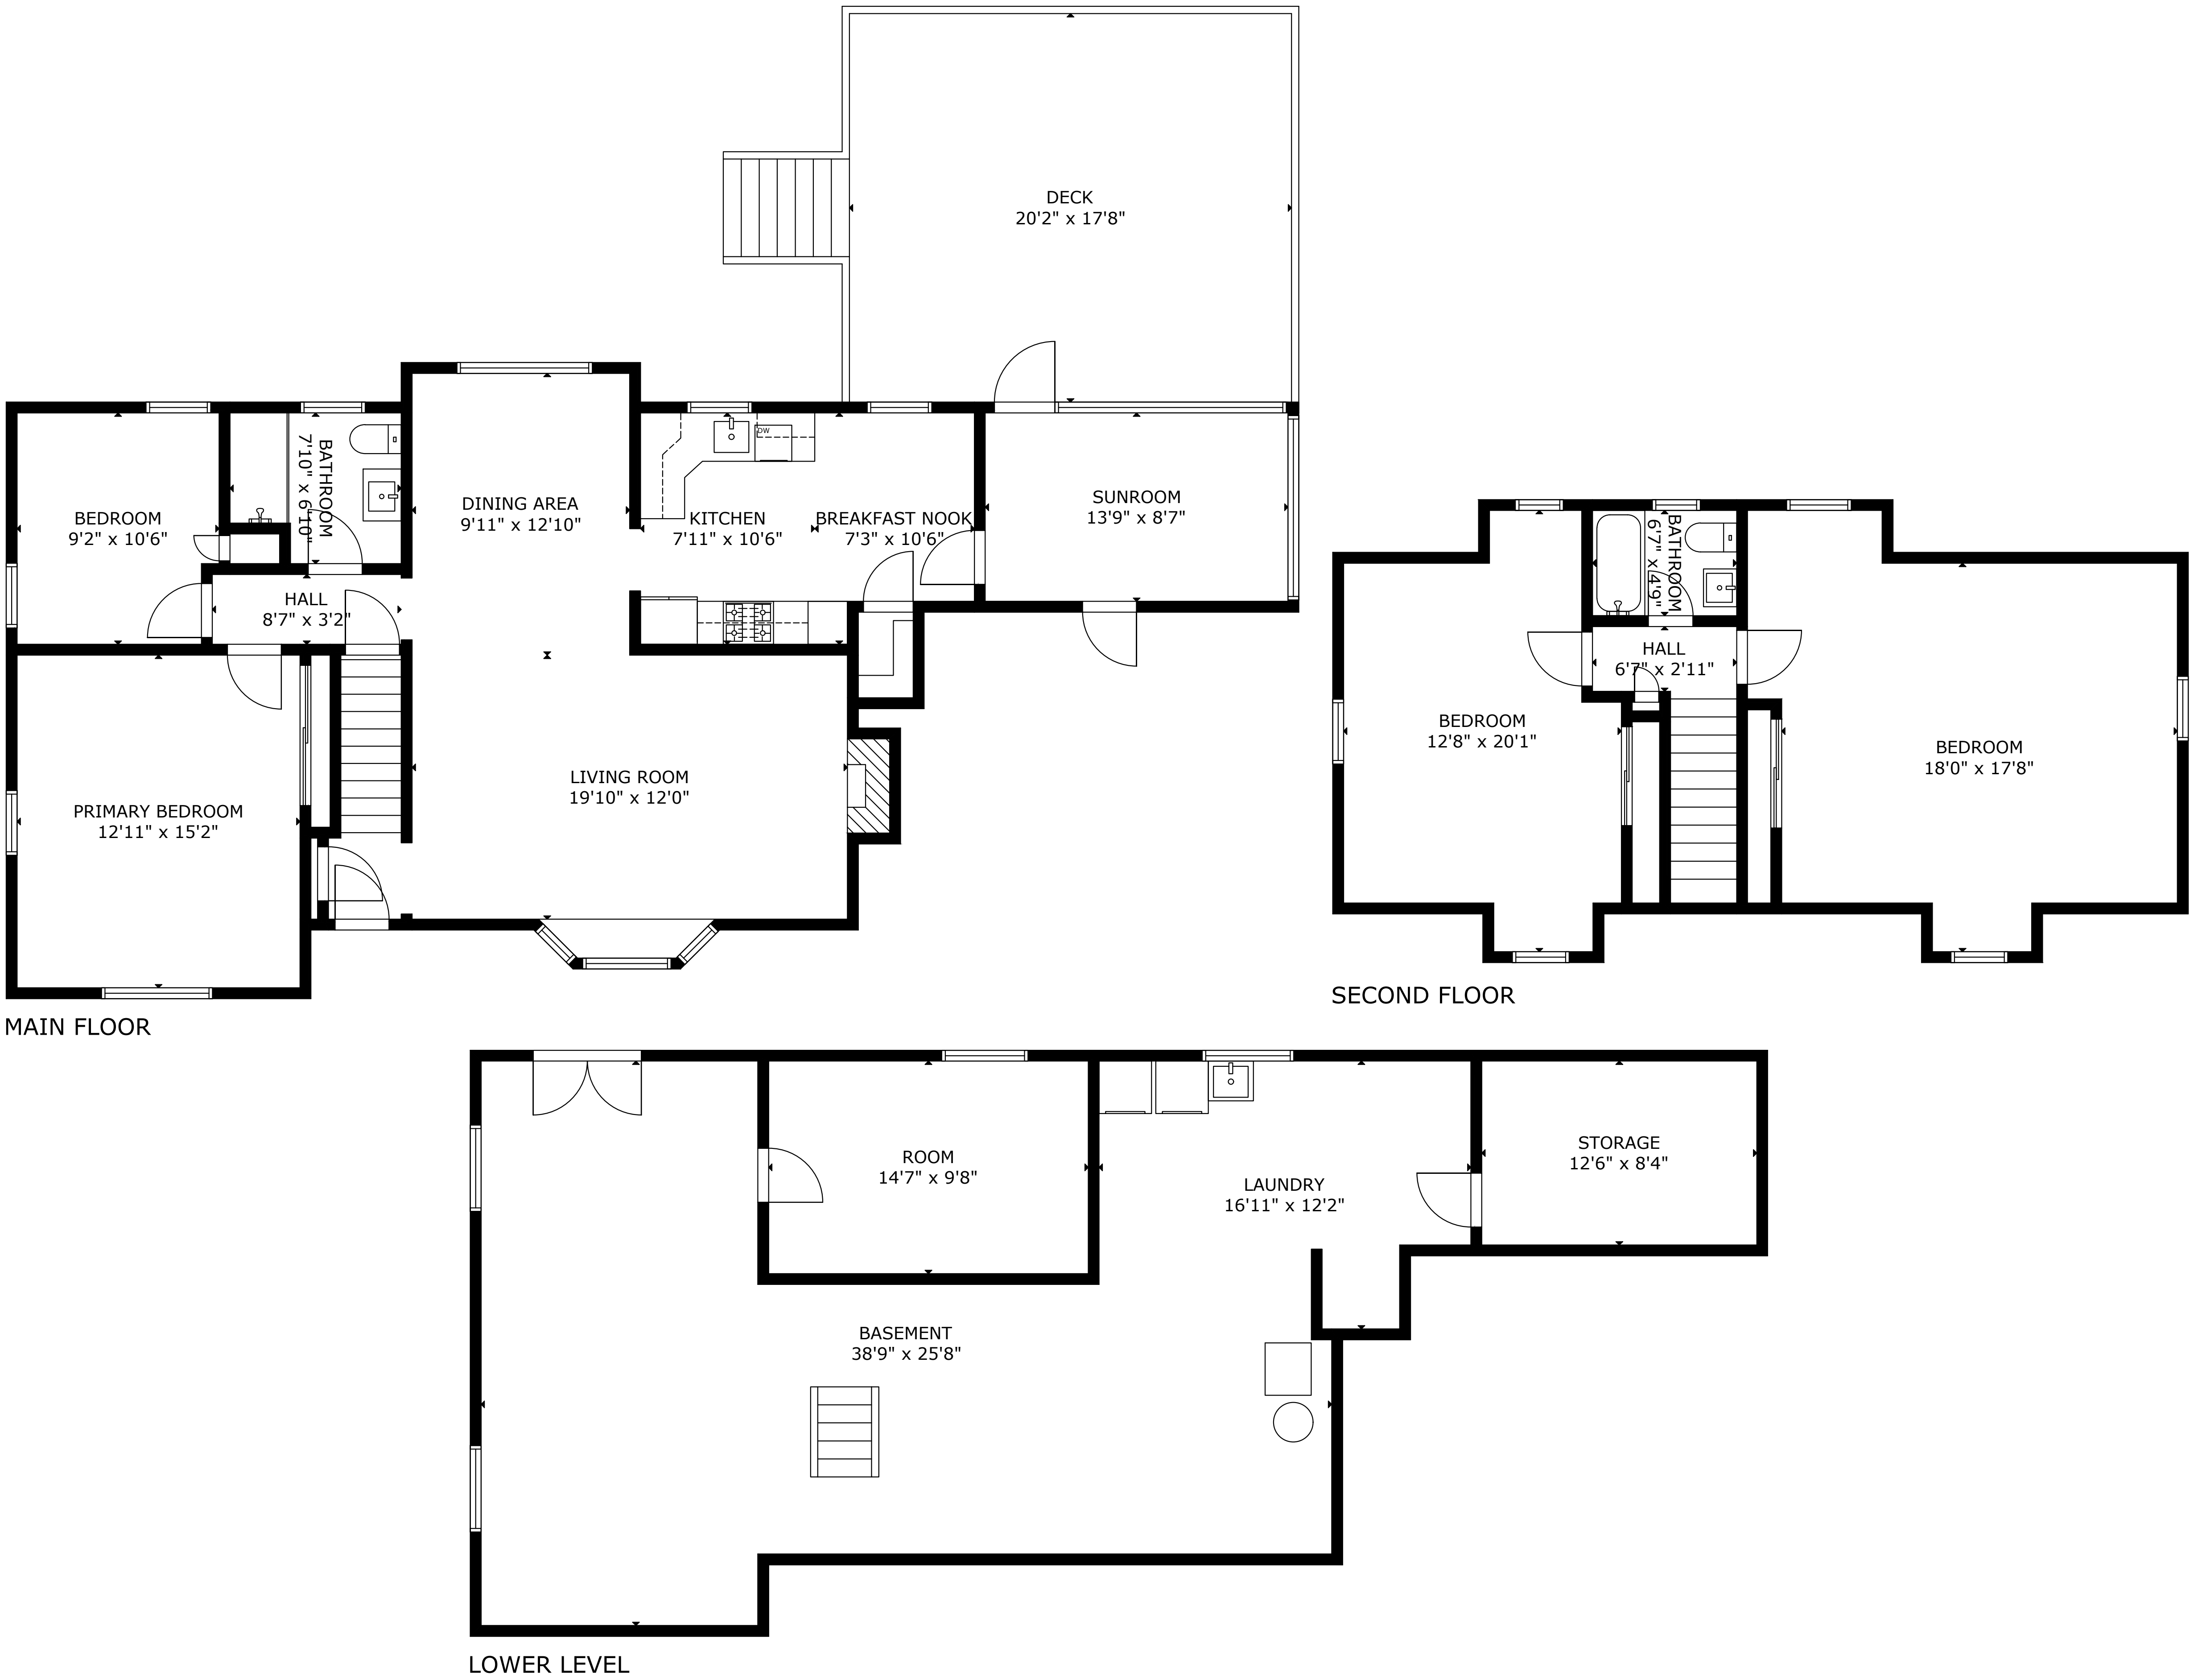 DECK
20'2" x 17'8"
DINING AREA
9'11" x 12'10"
KITCHEN
7'11" x 10'6"
DW
BREAKFAST NOOK
7'3" x 10'6"
SUNROOM
13'9" x 8'7"
BEDROOM
9'2" x 10'6"
BATHROOM
7'10" x 6'10"
HALL
8'7" x 3'2"
PRIMARY BEDROOM
12'11" x 15'2"
LIVING ROOM
19'10" x 12'0"
MAIN FLOOR
BATHROOM
6'7" x 4'9"
HALL
6'7" x 2'11"
BEDROOM
12'8" x 20'1"
BEDROOM
18'0" x 17'8"
SECOND FLOOR
ROOM
14'7" x 9'8"
LAUNDRY
16'11" x 12'2"
STORAGE
12'6" x 8'4"
BASEMENT
38'9" x 25'8"
LOWER LEVEL